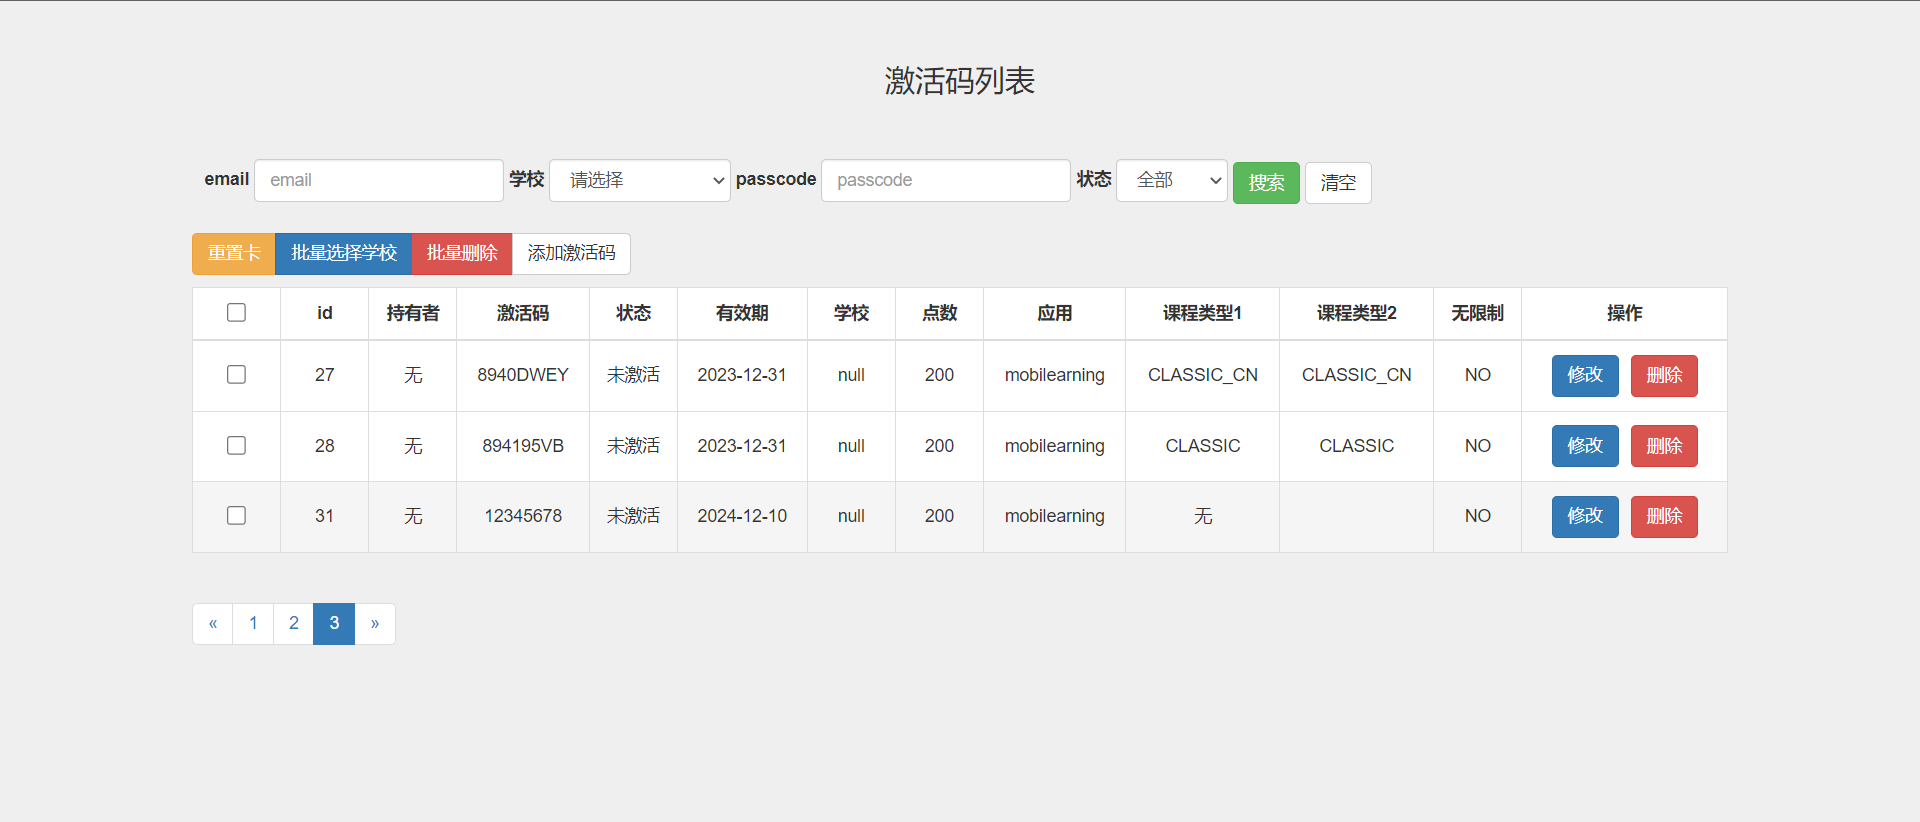 激活码列表
email email 学校 请选择 passcode passcode 状态 全部 搜索 清空
重置卡 批量选择学校 批量删除 添加激活码
id 持有者 激活码 状态 有效期 学校 点数 应用 课程类型1 课程类型2 无限制 操作
27 无 8940DWEY 未激活 2023-12-31 null 200 mobilearning CLASSIC_CN CLASSIC_CN NO 修改 删除
28 无 894195VB 未激活 2023-12-31 null 200 mobilearning CLASSIC CLASSIC NO 修改 删除
31 无 12345678 未激活 2024-12-10 null 200 mobilearning 无 NO 修改 删除
« 1 2 3 »